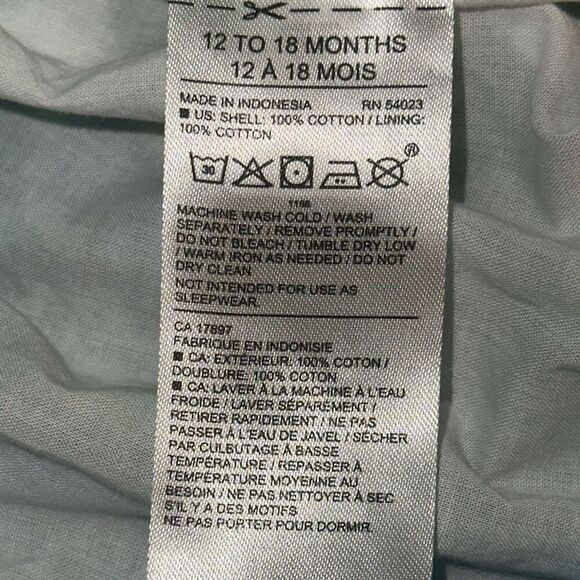 12 TO 18 MONTHS
12 À 18 MOIS
MADE IN INDONESIA RN 54023
■ US: SHELL: 100% COTTON / LINING:
100% COTTON
30
®
1166
MACHINE WASH COLD / WASH
SEPARATELY / REMOVE PROMPTLY /
DO NOT BLEACH / TUMBLE DRY LOW
/ WARM IRON AS NEEDED / DO NOT
DRY CLEAN
NOT INTENDED FOR USE AS
SLEEPWEAR.
CA 17897
FABRIQUE EN INDONISIE
■ CA: EXTÉRIEUR: 100% COTON /
DOUBLURE: 100% COTON
■ CA: LAVER À LA MACHINE À L'EAU
FROIDE / LAVER SÉPARÉMENT /
RETIRER RAPIDEMENT / NE PAS
PASSER À L'EAU DE JAVEL / SÉCHER
PAR CULBUTAGE À BASSE
TEMPÉRATURE / REPASSER À
TEMPÉRATURE MOYENNE AU
BESOIN / NE PAS NETTOYER À SEC
S'IL Y A DES MOTIFS
NE PAS PORTER POUR DORMIR.